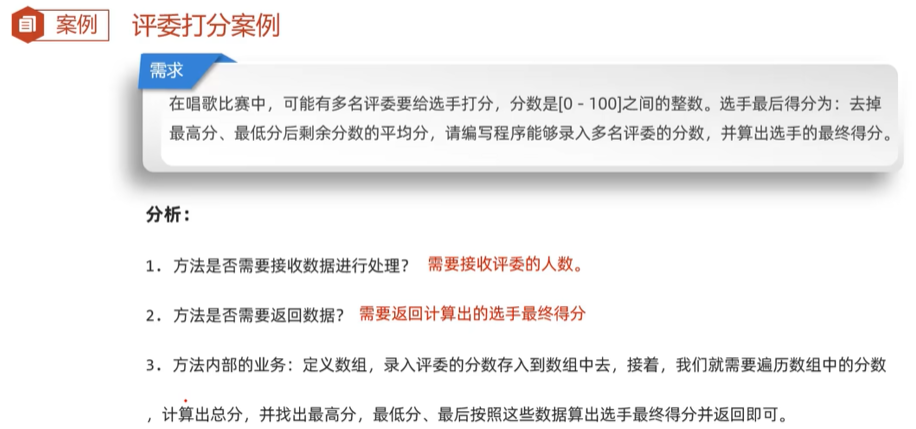 案例 评委打分案例
需求
在唱歌比赛中，可能有多名评委要给选手打分，分数是[0 - 100]之间的整数。选手最后得分为：去掉
最高分、最低分后剩余分数的平均分，请编写程序能够录入多名评委的分数，并算出选手的最终得分。
分析：
1. 方法是否需要接收数据进行处理？ 需要接收评委的人数。
2. 方法是否需要返回数据？ 需要返回计算出的选手最终得分
3. 方法内部的业务：定义数组，录入评委的分数存入到数组中去，接着，我们就需要遍历数组中的分数
，计算出总分，并找出最高分，最低分、最后按照这些数据算出选手最终得分并返回即可。